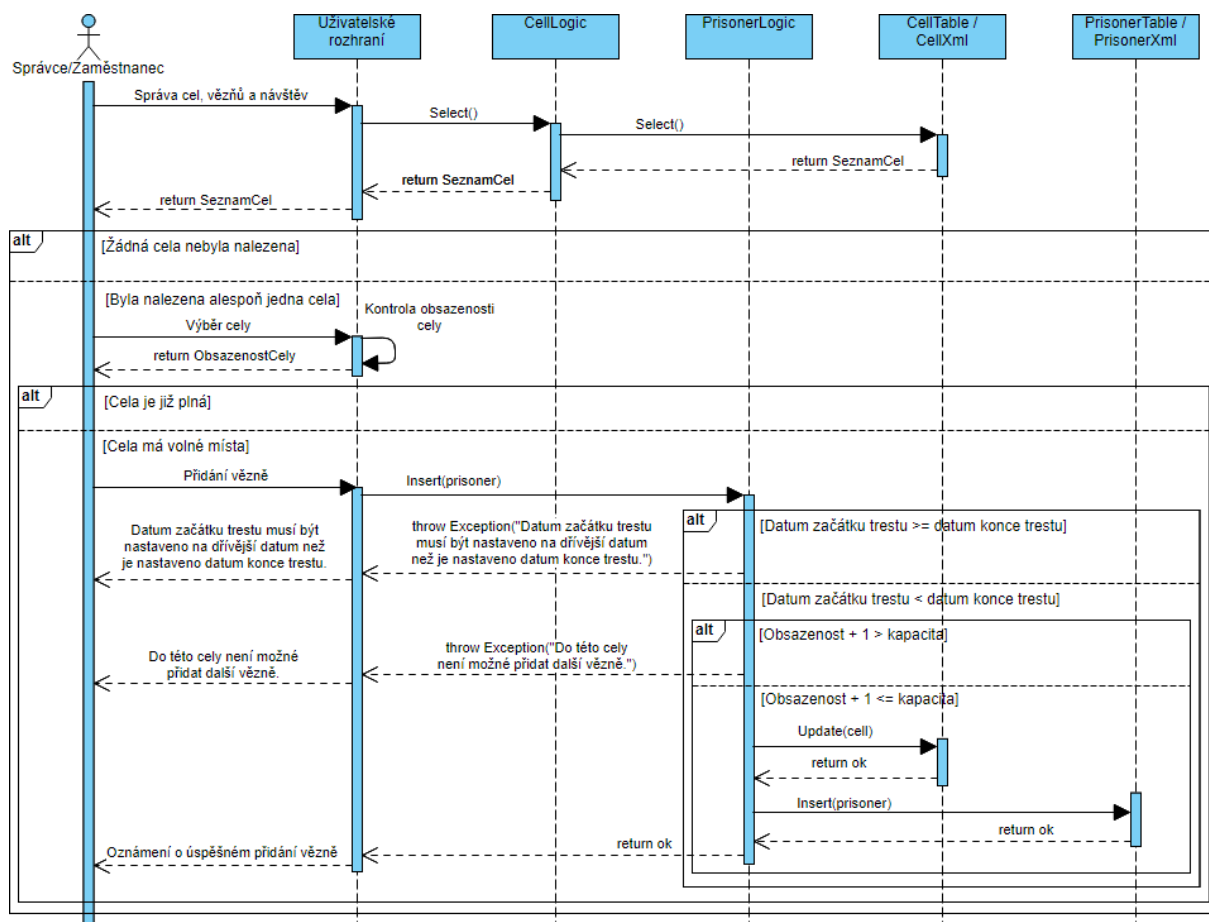 Uživatelské
rozhraní
CellLogic
PrisonerLogic
CellTable /
CellXml
PrisonerTable /
PrisonerXml
Správce/Zaměstnanec
Správa cel, vězňů a návštěv
Select()
Select()
return SeznamCel
return SeznamCel
return SeznamCel
alt
[Žádná cela nebyla nalezena]
[Byla nalezena alespoň jedna cela]
Kontrola obsazenosti
cely
Výběr cely
return ObsazenostCely
alt
[Cela je již plná]
[Cela má volné místa]
Přidání vězně
Insert(prisoner)
alt
[Datum začátku trestu >= datum konce trestu]
throw Exception("Datum začátku trestu
musí být nastaveno na dřívější datum
než je nastaveno datum konce trestu.")
Datum začátku trestu musí být
nastaveno na dřívější datum než
je nastaveno datum konce trestu.
[Datum začátku trestu < datum konce trestu]
alt
[Obsazenost + 1 > kapacita]
throw Exception("Do této cely
není možné přidat další vězně.")
Do této cely není možné
přidat další vězně.
[Obsazenost + 1 <= kapacita]
Update(cell)
return ok
Insert(prisoner)
return ok
return ok
Oznámení o úspěšném přidání vězně